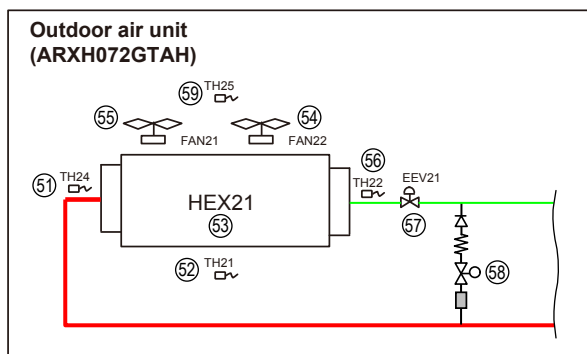 Outdoor air unit
(ARXH072GTAH)
59 TH25
55
54
FAN21
FAN22
56
51 TH24
TH22
EEV21
HEX21
53
57
52 TH21
58